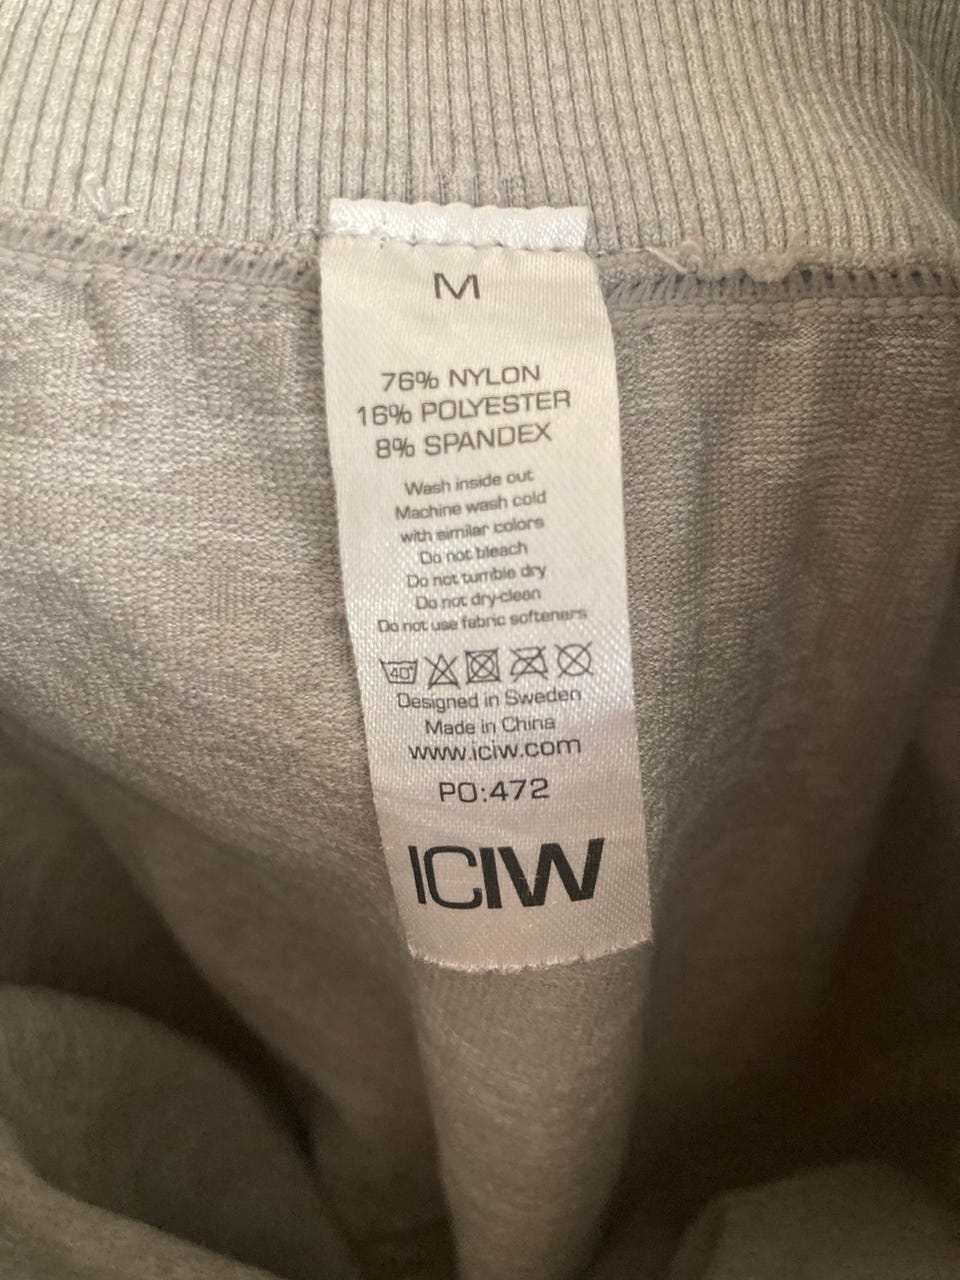 M
76% NYLON
16% POLYESTER
8% SPANDEX
Wash inside out
Machine wash cold
with similar colors
Do not bleach
Do not tumble dry
Do not dry-clean
Do not use fabric softeners
40°
Designed in Sweden
Made in China
www.iciw.com
PO:472
ICIW